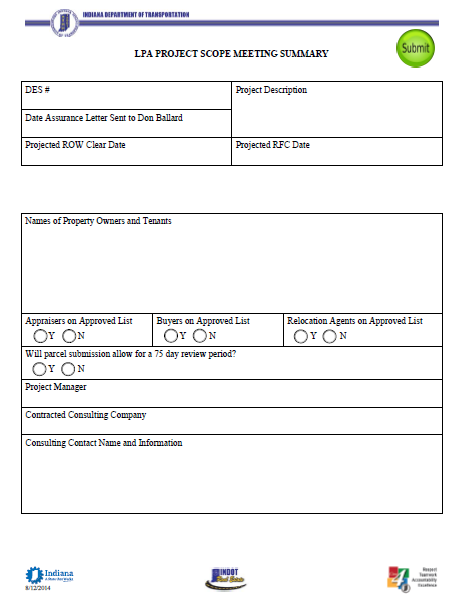 INDIANA DEPARTMENT OF TRANSPORTATION
LPA PROJECT SCOPE MEETING SUMMARY
Submit
DES #
Project Description
Date Assurance Letter Sent to Don Ballard
Projected ROW Clear Date
Projected RFC Date
Names of Property Owners and Tenants
Appraisers on Approved List
Buyers on Approved List
Relocation Agents on Approved List
Y N
Y N
Y N
Will parcel submission allow for a 75 day review period?
Y N
Project Manager
Contracted Consulting Company
Consulting Contact Name and Information
Indiana
A State that Works
8/12/2014
INDOT
Real Estate
Respect
Teamwork
Accountability
Excellence